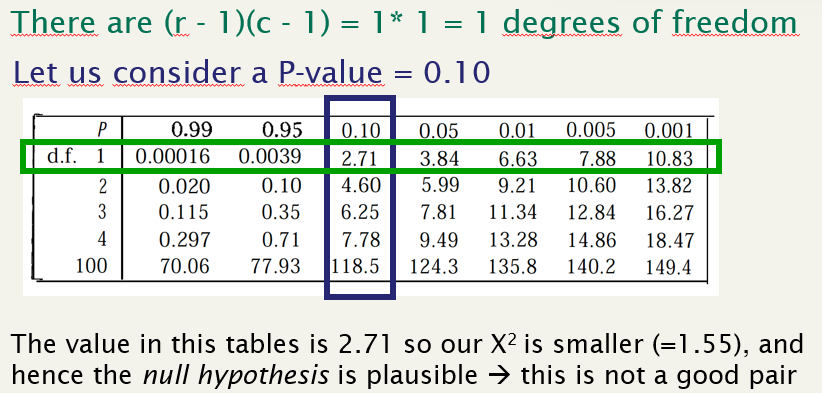 There are (r - 1)(c - 1) = 1* 1 = 1 degrees of freedom
Let us consider a P-value = 0.10
P 0.99 0.95 0.10 0.05 0.01 0.005 0.001
d.f. 1 0.00016 0.0039 2.71 3.84 6.63 7.88 10.83
2 0.020 0.10 4.60 5.99 9.21 10.60 13.82
3 0.115 0.35 6.25 7.81 11.34 12.84 16.27
4 0.297 0.71 7.78 9.49 13.28 14.86 18.47
100 70.06 77.93 118.5 124.3 135.8 140.2 149.4
The value in this tables is 2.71 so our X² is smaller (=1.55), and
hence the null hypothesis is plausible → this is not a good pair